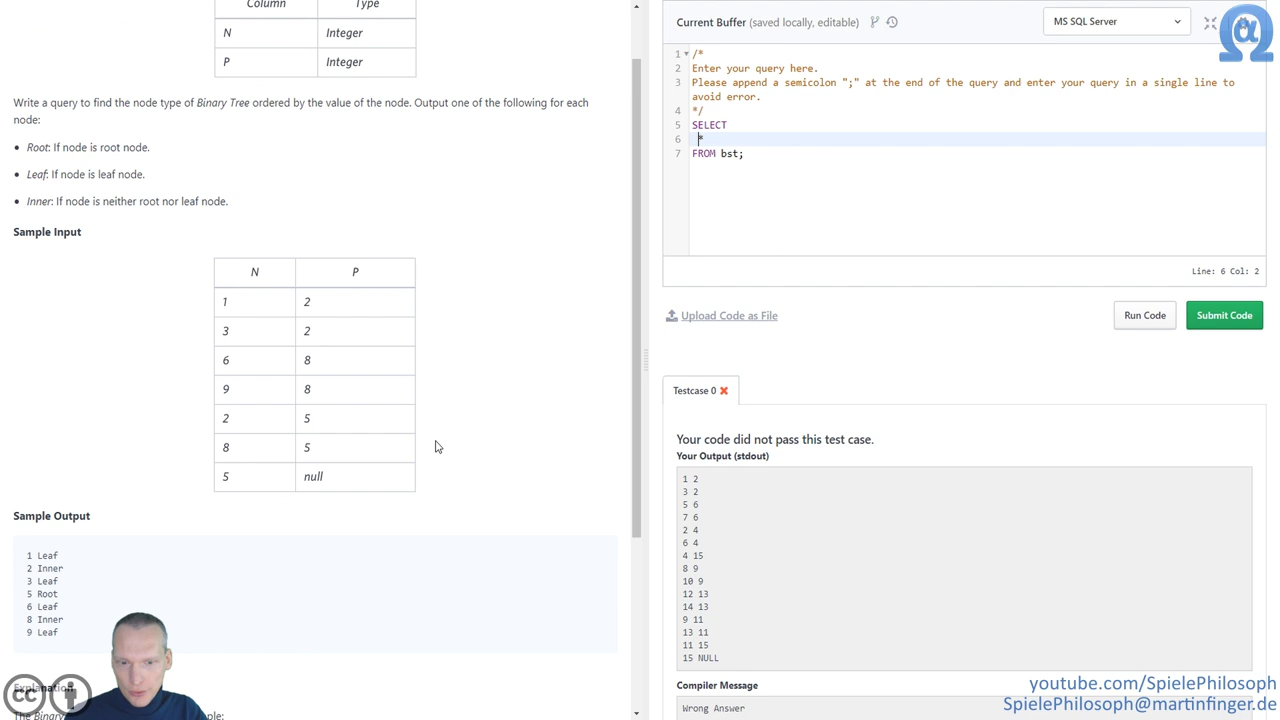 Column Type
N Integer
P Integer
Write a query to find the node type of Binary Tree ordered by the value of the node. Output one of the following for each
node:
Root: If node is root node.
Leaf: If node is leaf node.
Inner: If node is neither root nor leaf node.
Sample Input
N P
1 2
3 2
6 8
9 8
2 5
8 5
5 null
Sample Output
1 Leaf
2 Inner
3 Leaf
5 Root
6 Leaf
8 Inner
9 Leaf
Explanation
The Binary
ple:
Current Buffer (saved locally, editable)
MS SQL Server
1 /*
2 Enter your query here.
3 Please append a semicolon ";" at the end of the query and enter your query in a single line to
avoid error.
4 */
5 SELECT
6 *
7 FROM bst;
Line: 6 Col: 2
Upload Code as File
Run Code
Submit Code
Testcase 0
Your code did not pass this test case.
Your Output (stdout)
1 2
3 2
5 6
7 6
2 4
6 4
4 15
8 9
10 9
12 13
14 13
9 11
13 11
11 15
15 NULL
Compiler Message
Wrong Answer
cc
youtube.com/SpielePhilosoph
SpielePhilosoph@martinfinger.de